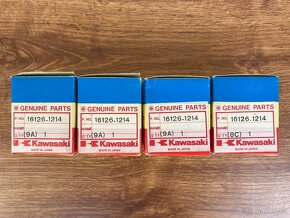 GENUINE PARTS
P.NO. 16126-1214
NAME
Q'TY (9A) 1
Kawasaki
MADE IN JAPAN
GENUINE PARTS
P.NO. 16126-1214
NAME
Q'TY (9A) 1
Kawasaki
MADE IN JAPAN
GENUINE PARTS
P.NO. 16126-1214
NAME
Q'TY (9A) 1
Kawasaki
MADE IN JAPAN
GENUINE PARTS
P.NO. 16126-1214
NAME
Q'TY (8C) 1
Kawasaki
MADE IN JAPAN